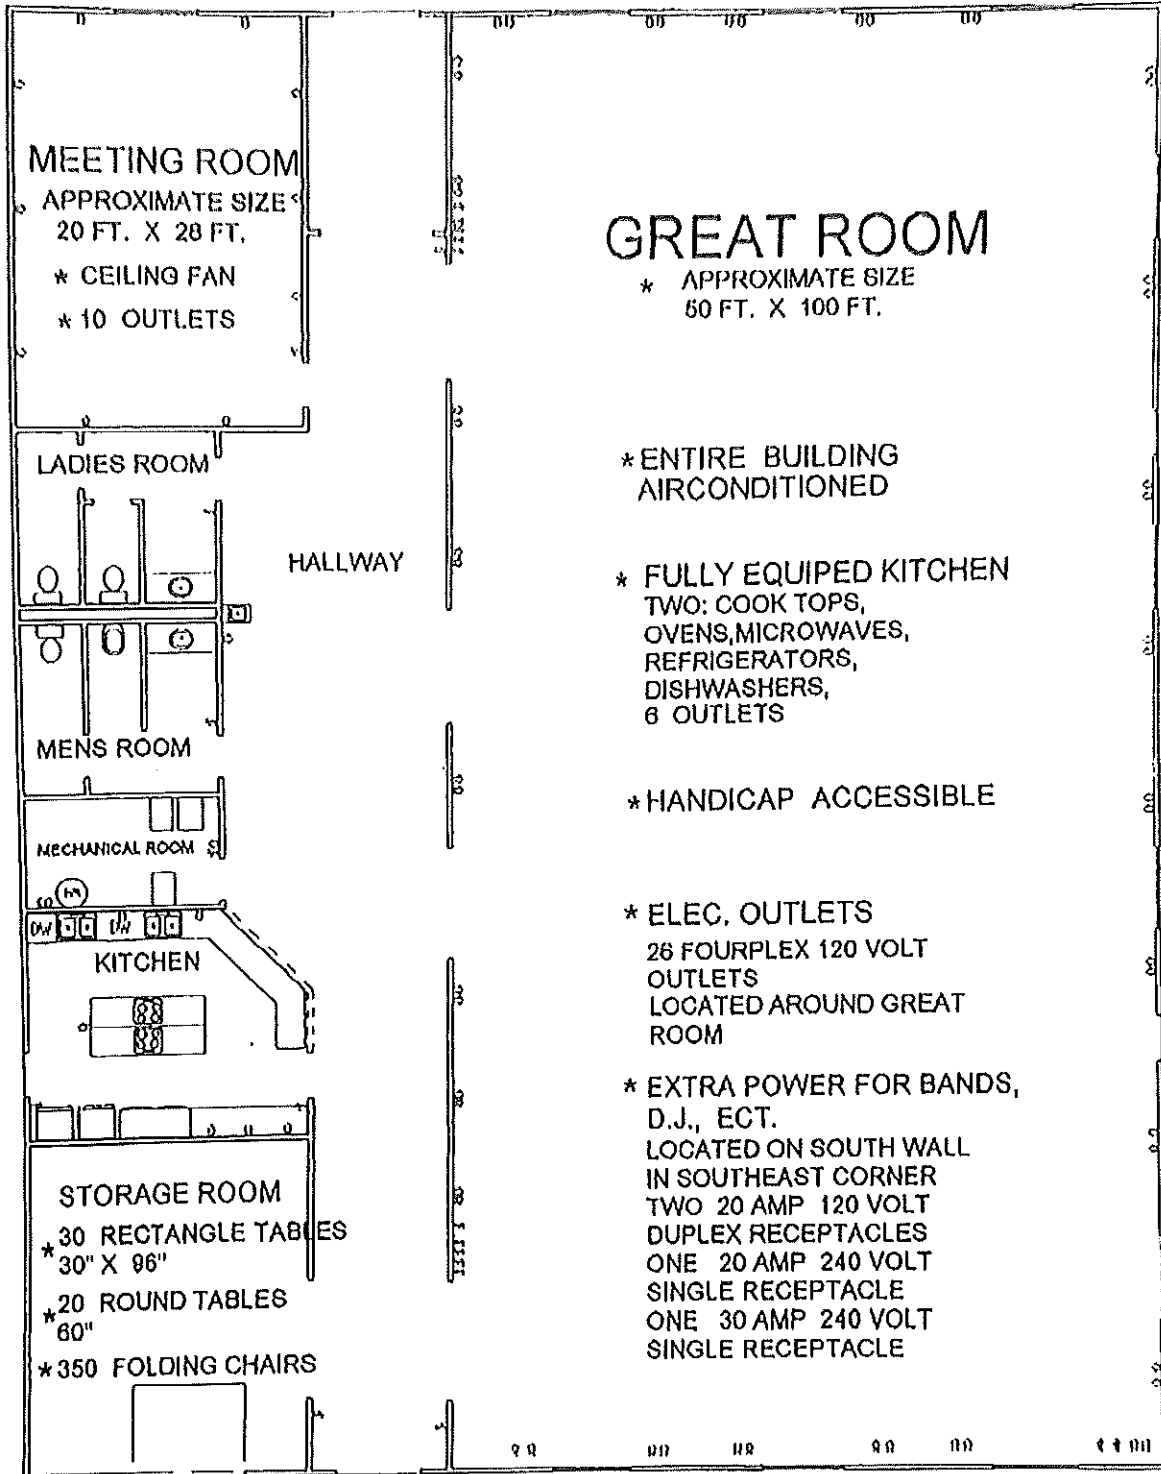 MEETING ROOM
APPROXIMATE SIZE
20 FT. X 28 FT.
* CEILING FAN
* 10 OUTLETS
GREAT ROOM
* APPROXIMATE SIZE
50 FT. X 100 FT.
LADIES ROOM
HALLWAY
MENS ROOM
MECHANICAL ROOM
DW
DW
KITCHEN
STORAGE ROOM
* 30 RECTANGLE TABLES
30" X 96"
* 20 ROUND TABLES
60"
* 350 FOLDING CHAIRS
* ENTIRE BUILDING
AIRCONDITIONED
* FULLY EQUIPED KITCHEN
TWO: COOK TOPS,
OVENS,MICROWAVES,
REFRIGERATORS,
DISHWASHERS,
6 OUTLETS
* HANDICAP ACCESSIBLE
* ELEC. OUTLETS
26 FOURPLEX 120 VOLT
OUTLETS
LOCATED AROUND GREAT
ROOM
* EXTRA POWER FOR BANDS,
D.J., ECT.
LOCATED ON SOUTH WALL
IN SOUTHEAST CORNER
TWO 20 AMP 120 VOLT
DUPLEX RECEPTACLES
ONE 20 AMP 240 VOLT
SINGLE RECEPTACLE
ONE 30 AMP 240 VOLT
SINGLE RECEPTACLE